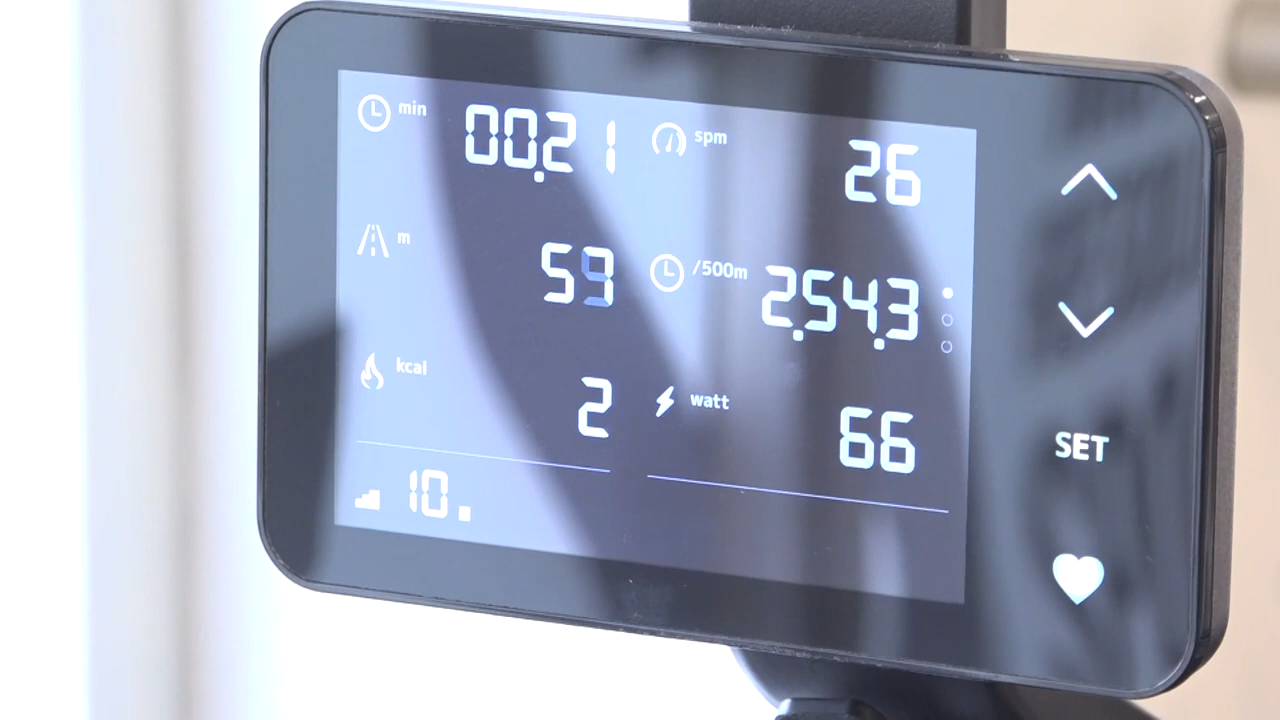 min 00.21 spm 26
m 59 /500m 2.54.3
kcal 2 watt 66
10.
SET